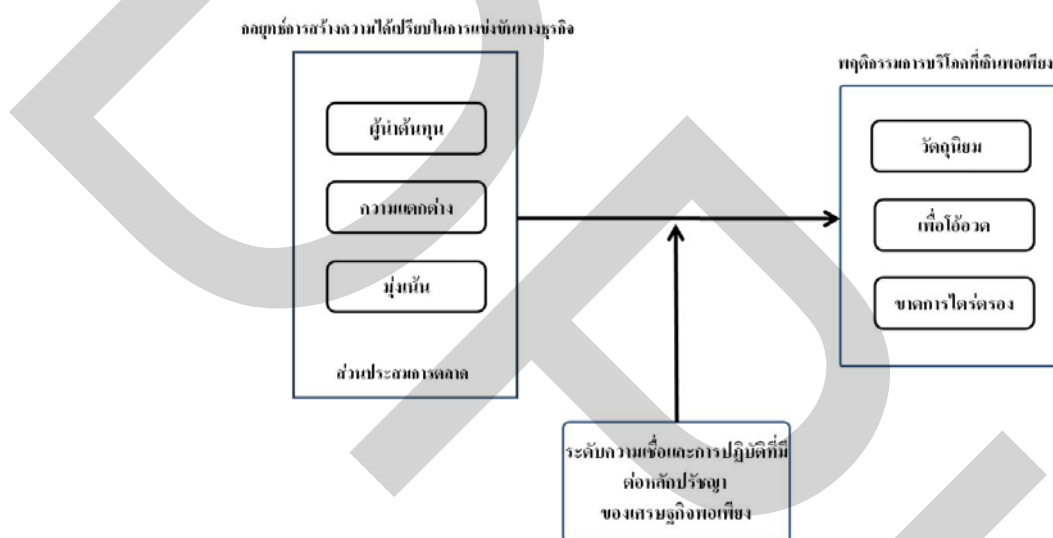 กลยุทธ์การสร้างความได้เปรียบในการแข่งขันทางธุรกิจ
ผู้นำต้นทุน
ความแตกต่าง
มุ่งเน้น
ส่วนประสมการตลาด
พฤติกรรมการบริโภคที่เกินพอเพียง
วัตถุนิยม
เพื่อโอ้อวด
ขาดการไตร่ตรอง
ระดับความเชื่อและการปฏิบัติที่มี
ต่อหลักปรัชญา
ของเศรษฐกิจพอเพียง